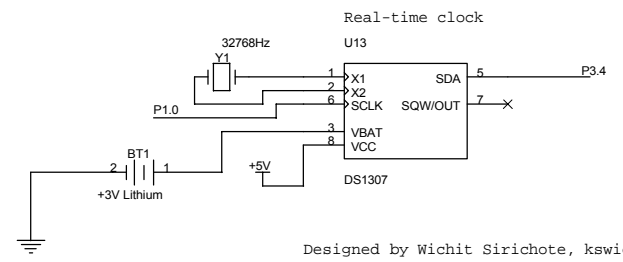 Real-time clock
32768Hz
U13
Y1
1 X1 SDA 5 P3.4
2 X2
6 SCLK SQW/OUT 7
P1.0
3 VBAT
8 VCC
BT1
2 1
+5V
+3V Lithium
DS1307
Designed by Wichit Sirichote,